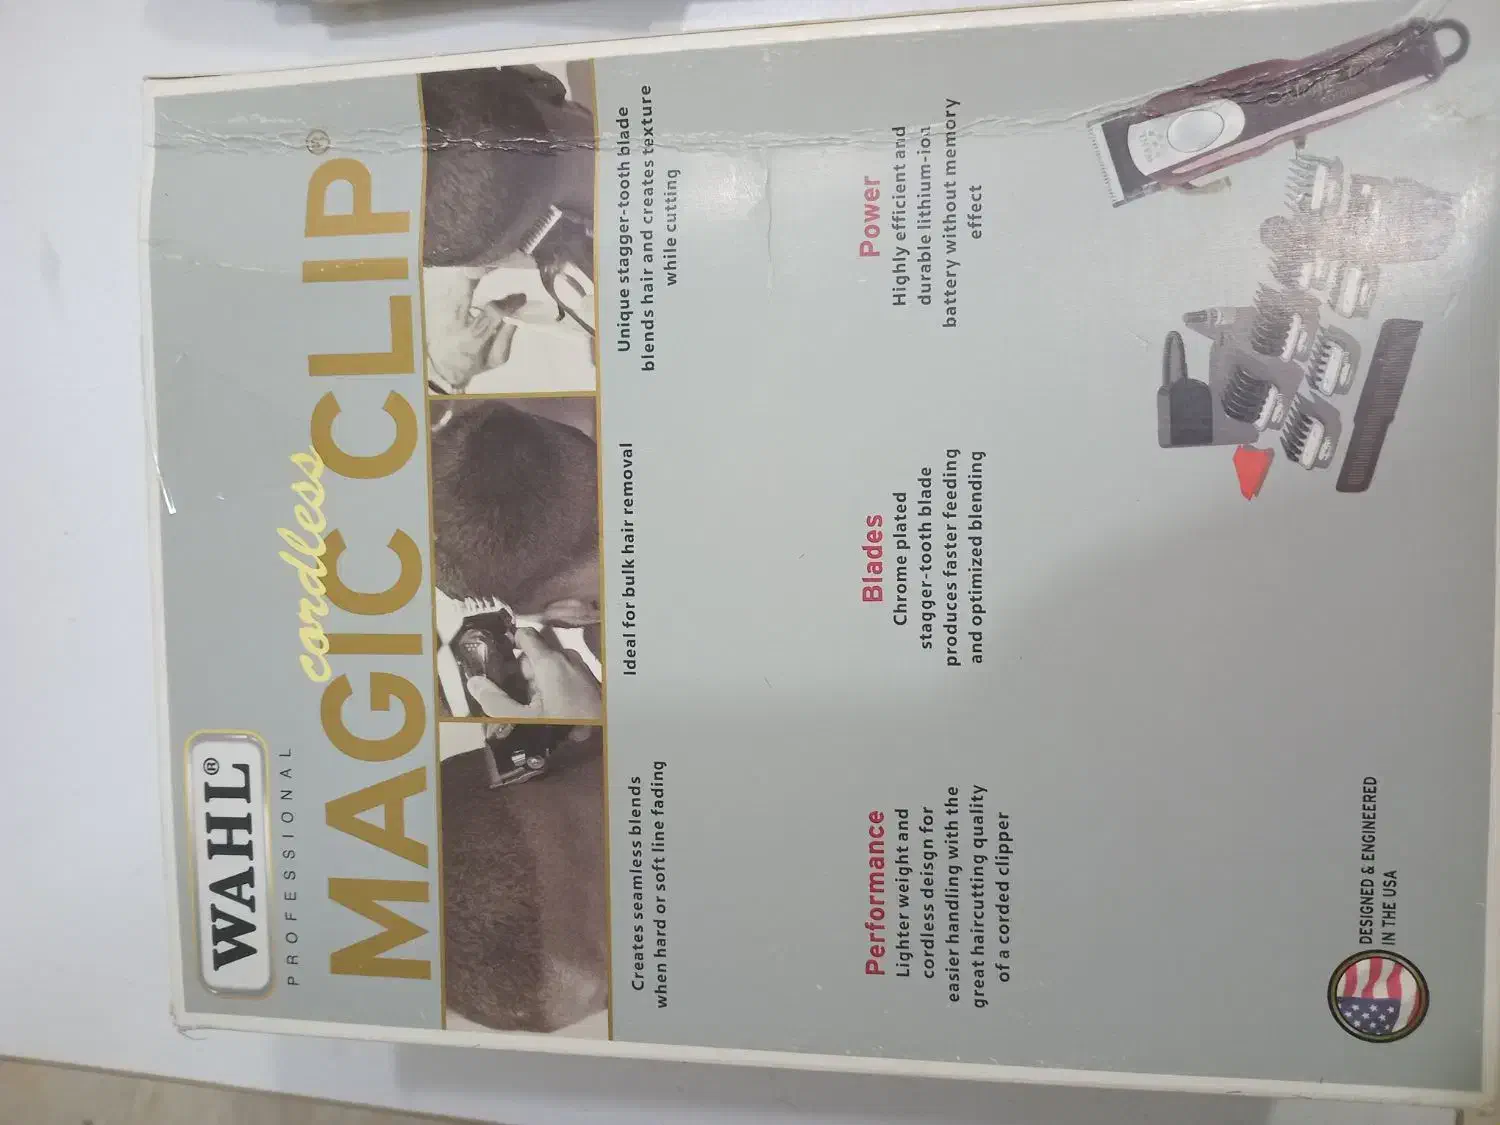 WAHL®
PROFESSIONAL
cordless
MAGIC CLIP®
Creates seamless blends
when hard or soft line fading
Ideal for bulk hair removal
Unique stagger-tooth blade
blends hair and creates texture
while cutting
Performance
Lighter weight and
cordless deisgn for
easier handling with the
great haircutting quality
of a corded clipper
Blades
Chrome plated
stagger-tooth blade
produces faster feeding
and optimized blending
Power
Highly efficient and
durable lithium-ion
battery without memory
effect
DESIGNED & ENGINEERED
IN THE USA